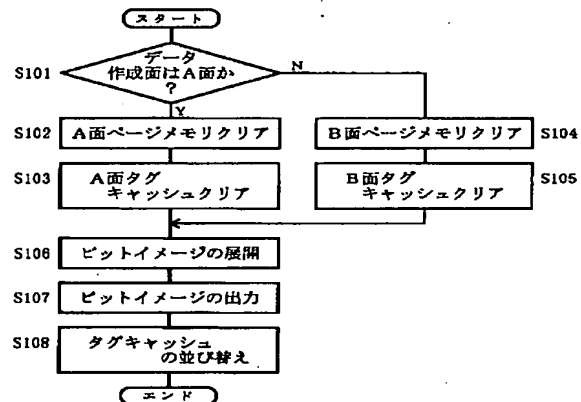 スタート
S101
データ
作成面はA面か
?
N
Y
S102
A面ページメモリクリア
B面ページメモリクリア
S104
S103
A面タグ
キャッシュクリア
B面タグ
キャッシュクリア
S105
S106
ビットイメージの展開
S107
ビットイメージの出力
S108
タグキャッシュ
の並び替え
エンド